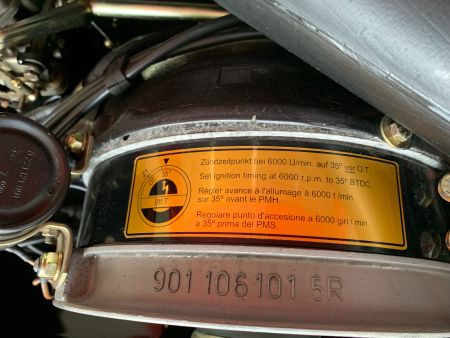 Zündzeitpunkt bei 6000 U/min. auf 35° vor O.T.
Set ignition timing at 6000 r.p.m. to 35° BTDC.
Règler avance à l'allumage à 6000 t / min.
sur 35° avant le PMH.
Regolare punto d'accesione a 6000 giri / min.
a 35° prima del PMS.
35°
911 T
901 106 101 5R